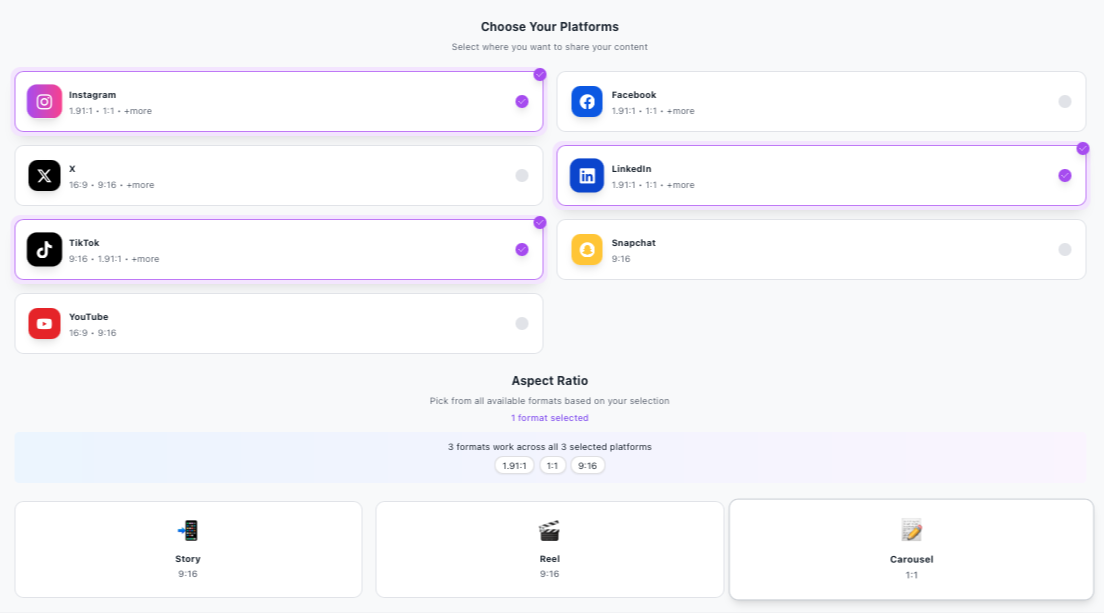 Choose Your Platforms
Select where you want to share your content
Instagram
1.91:1 • 1:1 • +more
Facebook
1.91:1 • 1:1 • +more
X
16:9 • 9:16 • +more
LinkedIn
1.91:1 • 1:1 • +more
TikTok
9:16 • 1.91:1 • +more
Snapchat
9:16
YouTube
16:9 • 9:16
Aspect Ratio
Pick from all available formats based on your selection
1 format selected
3 formats work across all 3 selected platforms
1.91:1 1:1 9:16
Story
9:16
Reel
9:16
Carousel
1:1